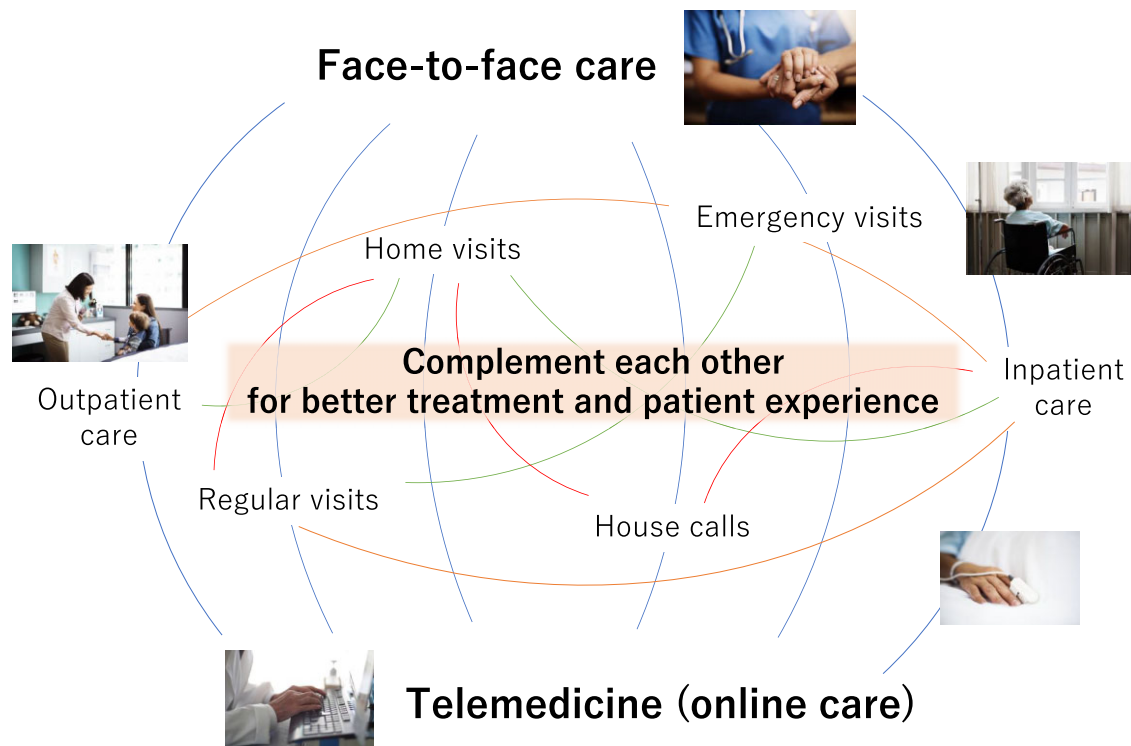 Face-to-face care
Emergency visits
Home visits
Complement each other
for better treatment and patient experience
Inpatient
care
Outpatient
care
Regular visits
House calls
Telemedicine (online care)